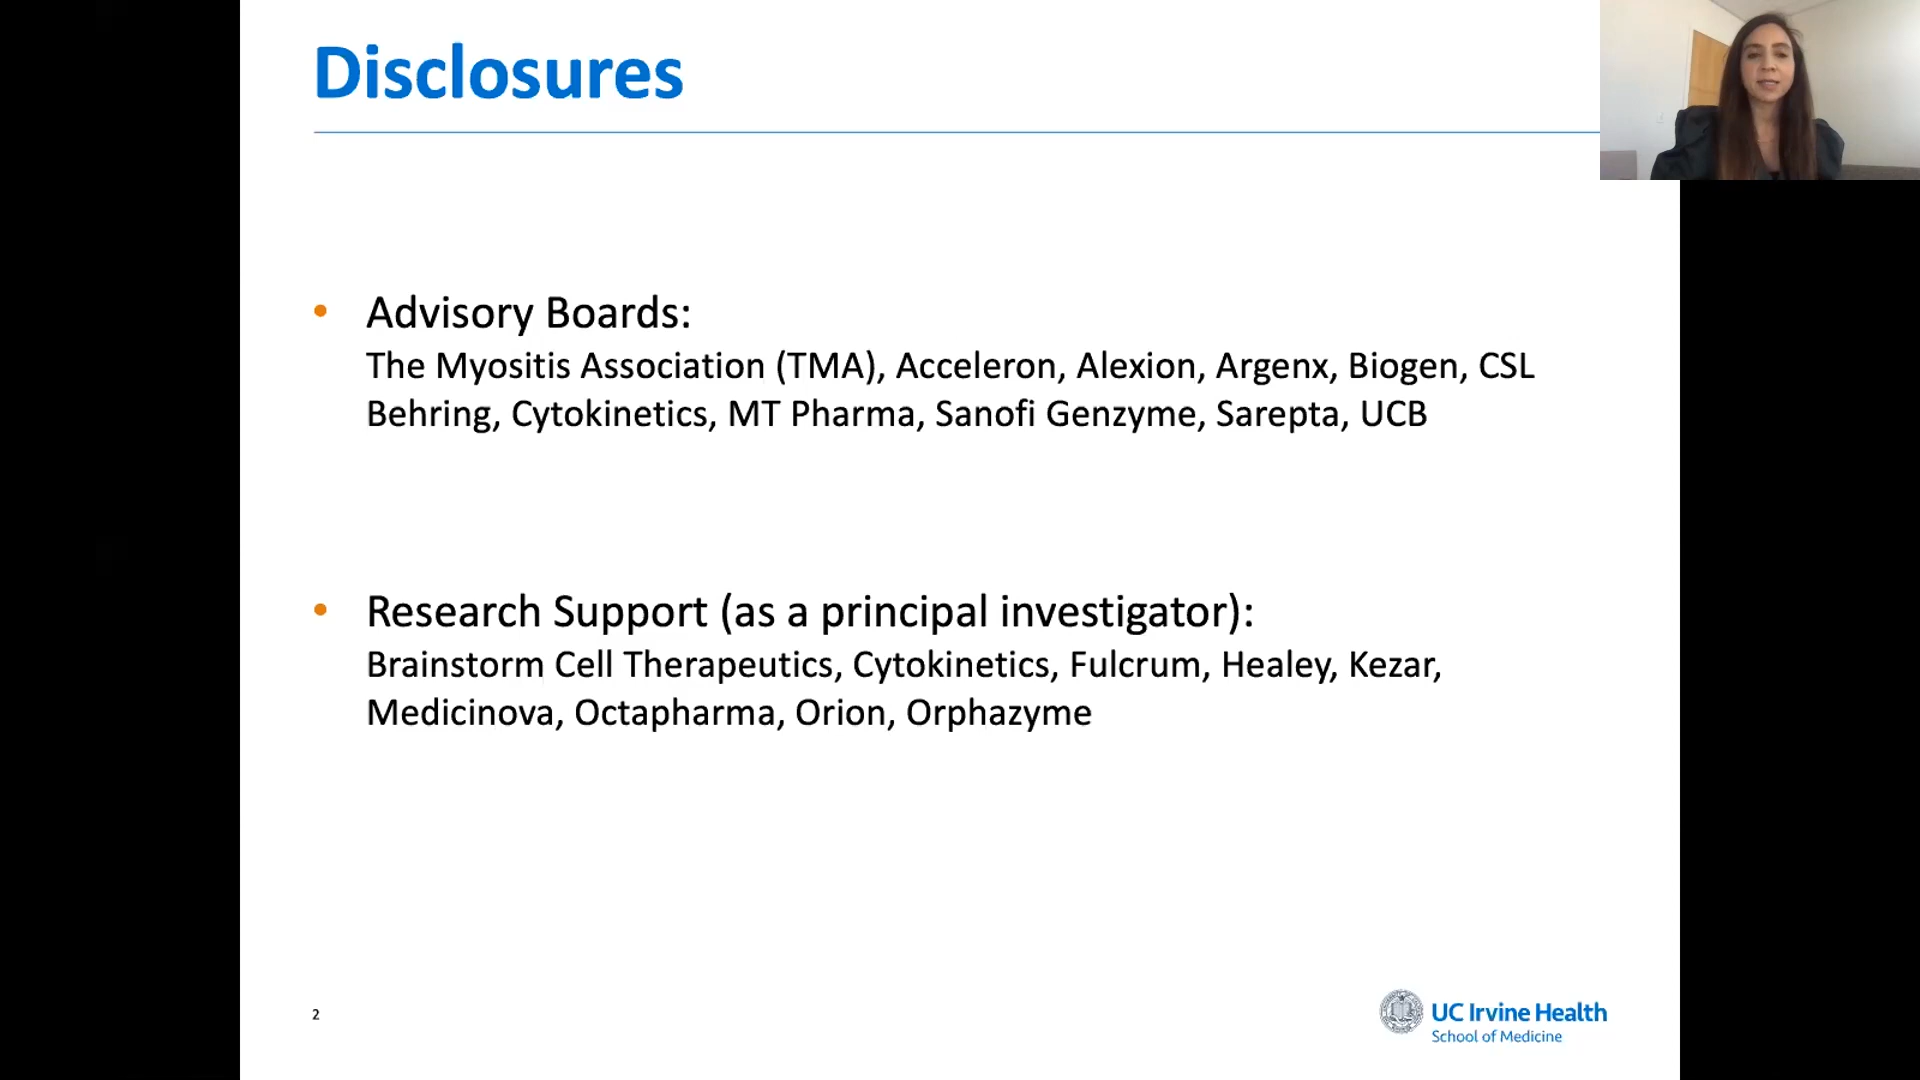 Disclosures
• Advisory Boards:
The Myositis Association (TMA), Acceleron, Alexion, Argenx, Biogen, CSL
Behring, Cytokinetics, MT Pharma, Sanofi Genzyme, Sarepta, UCB
• Research Support (as a principal investigator):
Brainstorm Cell Therapeutics, Cytokinetics, Fulcrum, Healey, Kezar,
Medicinova, Octapharma, Orion, Orphazyme
2
UC Irvine Health
School of Medicine